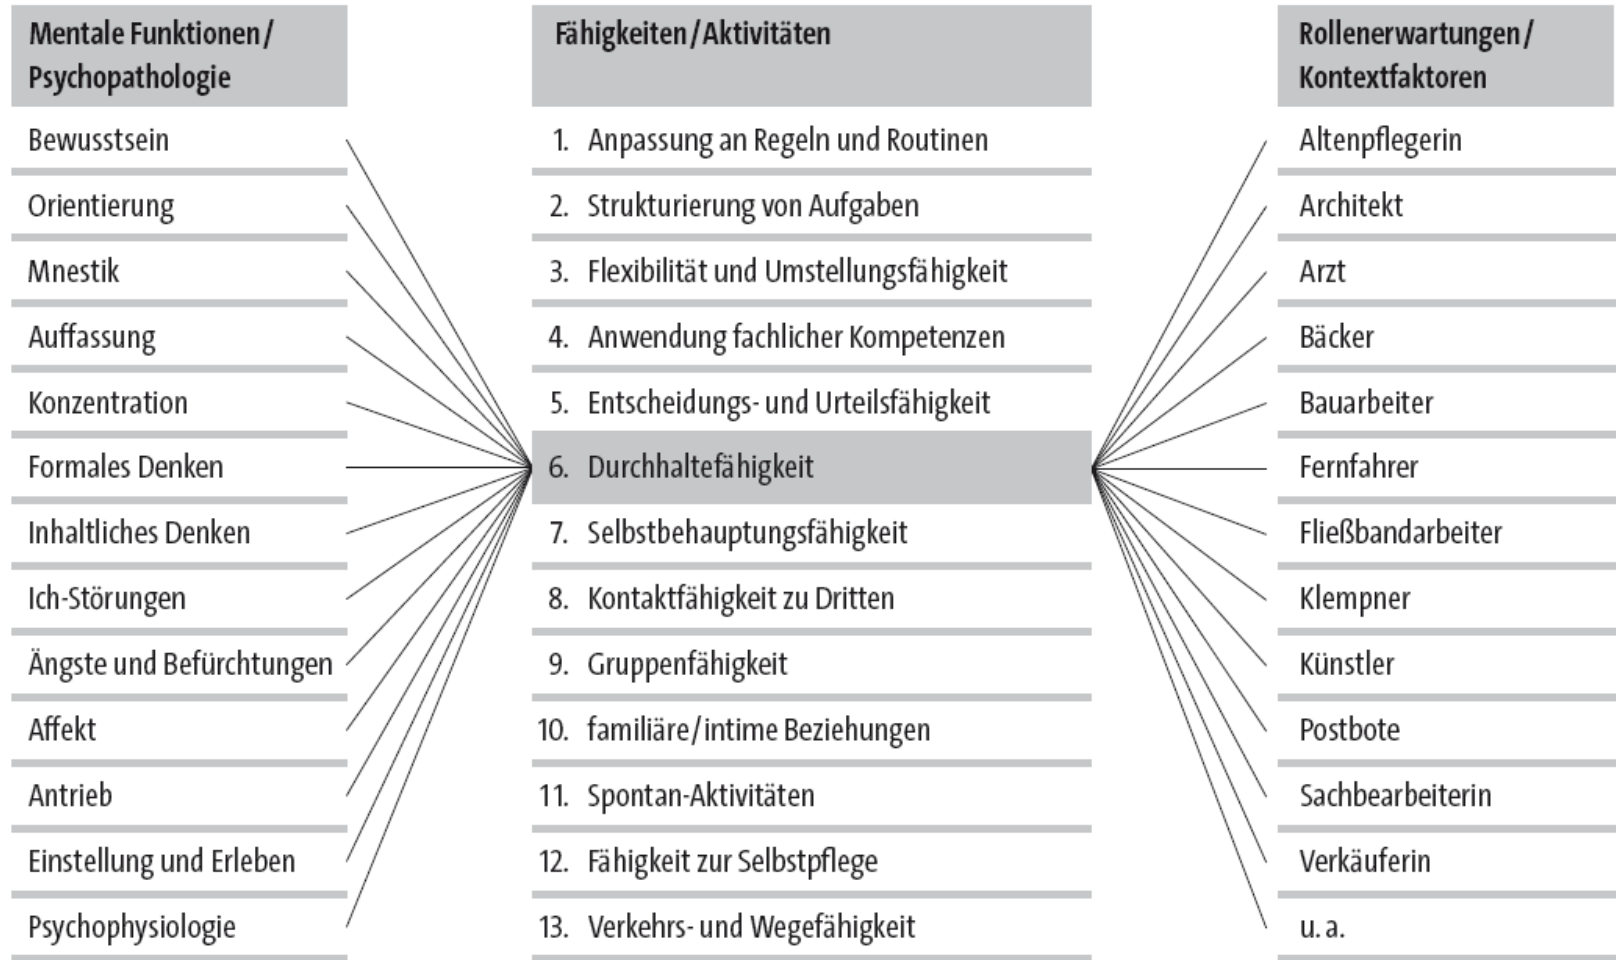 Mentale Funktionen/
Psychopathologie
Bewusstsein
Orientierung
Mnestik
Auffassung
Konzentration
Formales Denken
Inhaltliches Denken
Ich-Störungen
Ängste und Befürchtungen
Affekt
Antrieb
Einstellung und Erleben
Psychophysiologie
Fähigkeiten/Aktivitäten
1. Anpassung an Regeln und Routinen
2. Strukturierung von Aufgaben
3. Flexibilität und Umstellungsfähigkeit
4. Anwendung fachlicher Kompetenzen
5. Entscheidungs- und Urteilsfähigkeit
6. Durchhaltefähigkeit
7. Selbstbehauptungsfähigkeit
8. Kontaktfähigkeit zu Dritten
9. Gruppenfähigkeit
10. familiäre/intime Beziehungen
11. Spontan-Aktivitäten
12. Fähigkeit zur Selbstpflege
13. Verkehrs- und Wegefähigkeit
Rollenerwartungen/
Kontextfaktoren
Altenpflegerin
Architekt
Arzt
Bäcker
Bauarbeiter
Fernfahrer
Fließbandarbeiter
Klempner
Künstler
Postbote
Sachbearbeiterin
Verkäuferin
u. a.